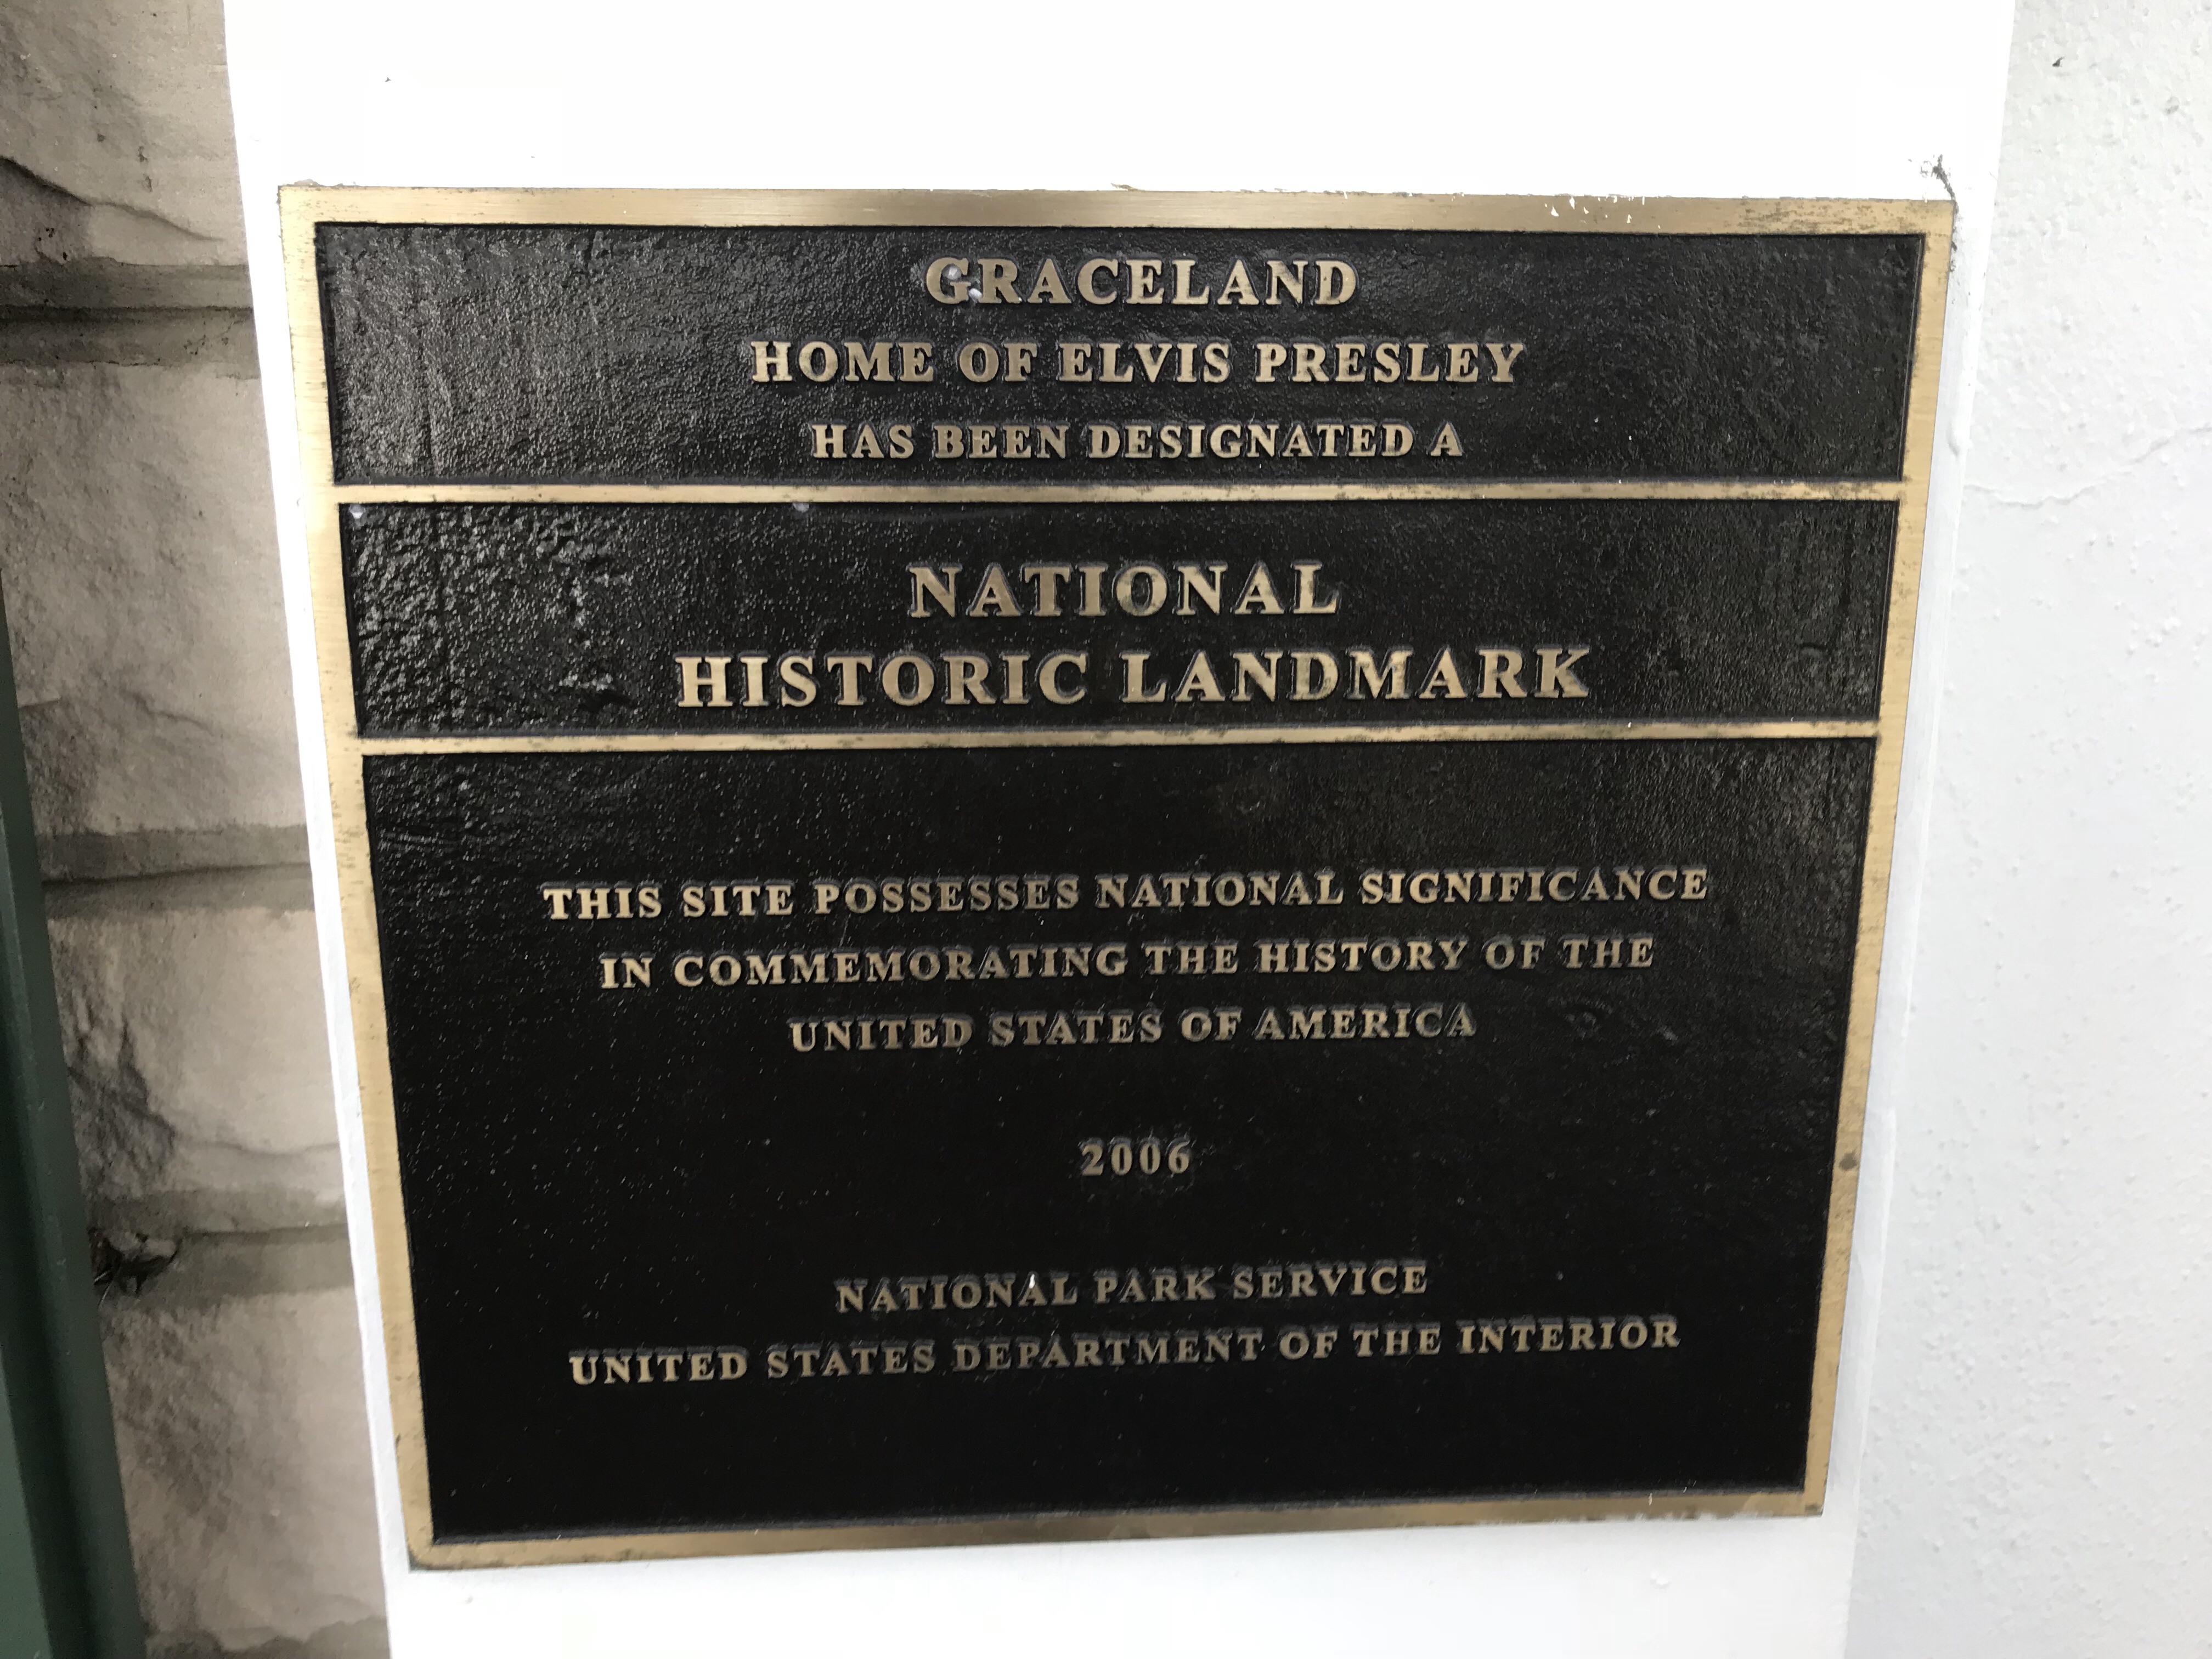 GRACELAND
HOME OF ELVIS PRESLEY
HAS BEEN DESIGNATED A
NATIONAL
HISTORIC LANDMARK
THIS SITE POSSESSES NATIONAL SIGNIFICANCE
IN COMMEMORATING THE HISTORY OF THE
UNITED STATES OF AMERICA
2006
NATIONAL PARK SERVICE
UNITED STATES DEPARTMENT OF THE INTERIOR